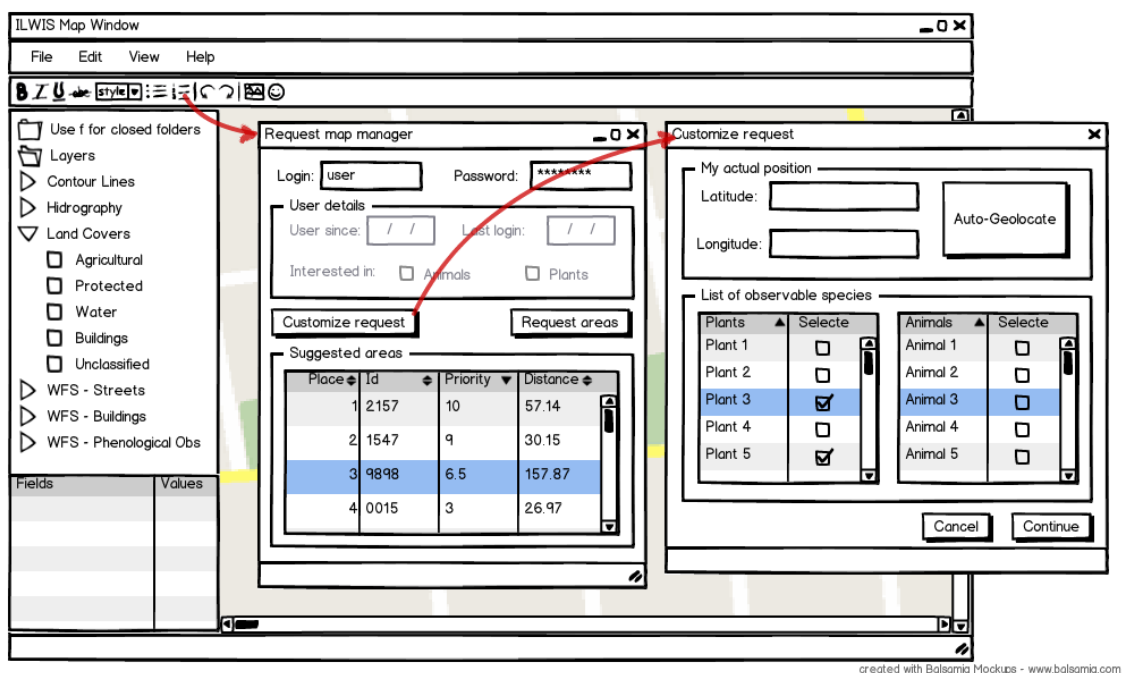 ILWIS Map Window
File Edit View Help
B I U abc style
Use f for closed folders
Layers
Contour Lines
Hidrography
Land Covers
Agricultural
Protected
Water
Buildings
Unclassified
WFS - Streets
WFS - Buildings
WFS - Phenological Obs
Fields Values
Request map manager
Login: user Password: ********
User details
User since: / / Last login: / /
Interested in: Animals Plants
Customize request Request areas
Suggested areas
Place Id Priority Distance
1 2157 10 57.14
2 1547 9 30.15
3 9898 6.5 157.87
4 0015 3 26.97
Customize request
My actual position
Latitude:
Longitude:
Auto-Geolocate
List of observable species
Plants Selecte
Plant 1
Plant 2
Plant 3
Plant 4
Plant 5
Animals Selecte
Animal 1
Animal 2
Animal 3
Animal 4
Animal 5
Cancel Continue
created with Balsamiq Mockups - www.balsamiq.com